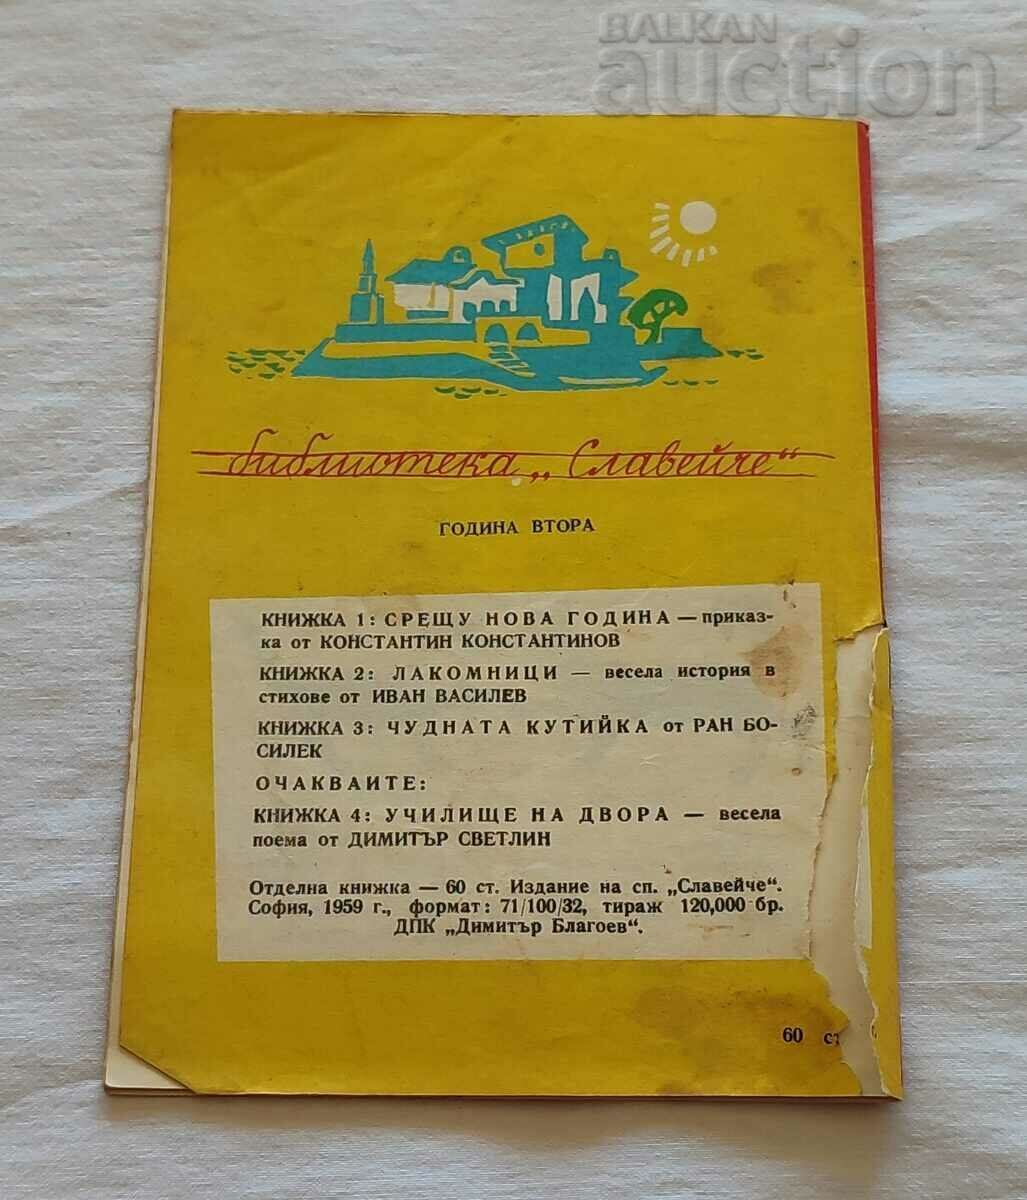 BALKAN
auction
библиотека „Славейче“
ГОДИНА ВТОРА
КНИЖКА 1: СРЕЩУ НОВА ГОДИНА — приказ-
ка от КОНСТАНТИН КОНСТАНТИНОВ
КНИЖКА 2: ЛАКОМНИЦИ — весела история в
стихове от ИВАН ВАСИЛЕВ
КНИЖКА 3: ЧУДНАТА КУТИЙКА от РАН БО-
СИЛЕК
ОЧАКВАИТЕ:
КНИЖКА 4: УЧИЛИЩЕ НА ДВОРА — весела
поема от ДИМИТЪР СВЕТЛИН
Отделна книжка — 60 ст. Издание на сп. „Славейче“.
София, 1959 г., формат: 71/100/32, тираж 120,000 бр.
ДПК „Димитър Благоев“.
60 ст